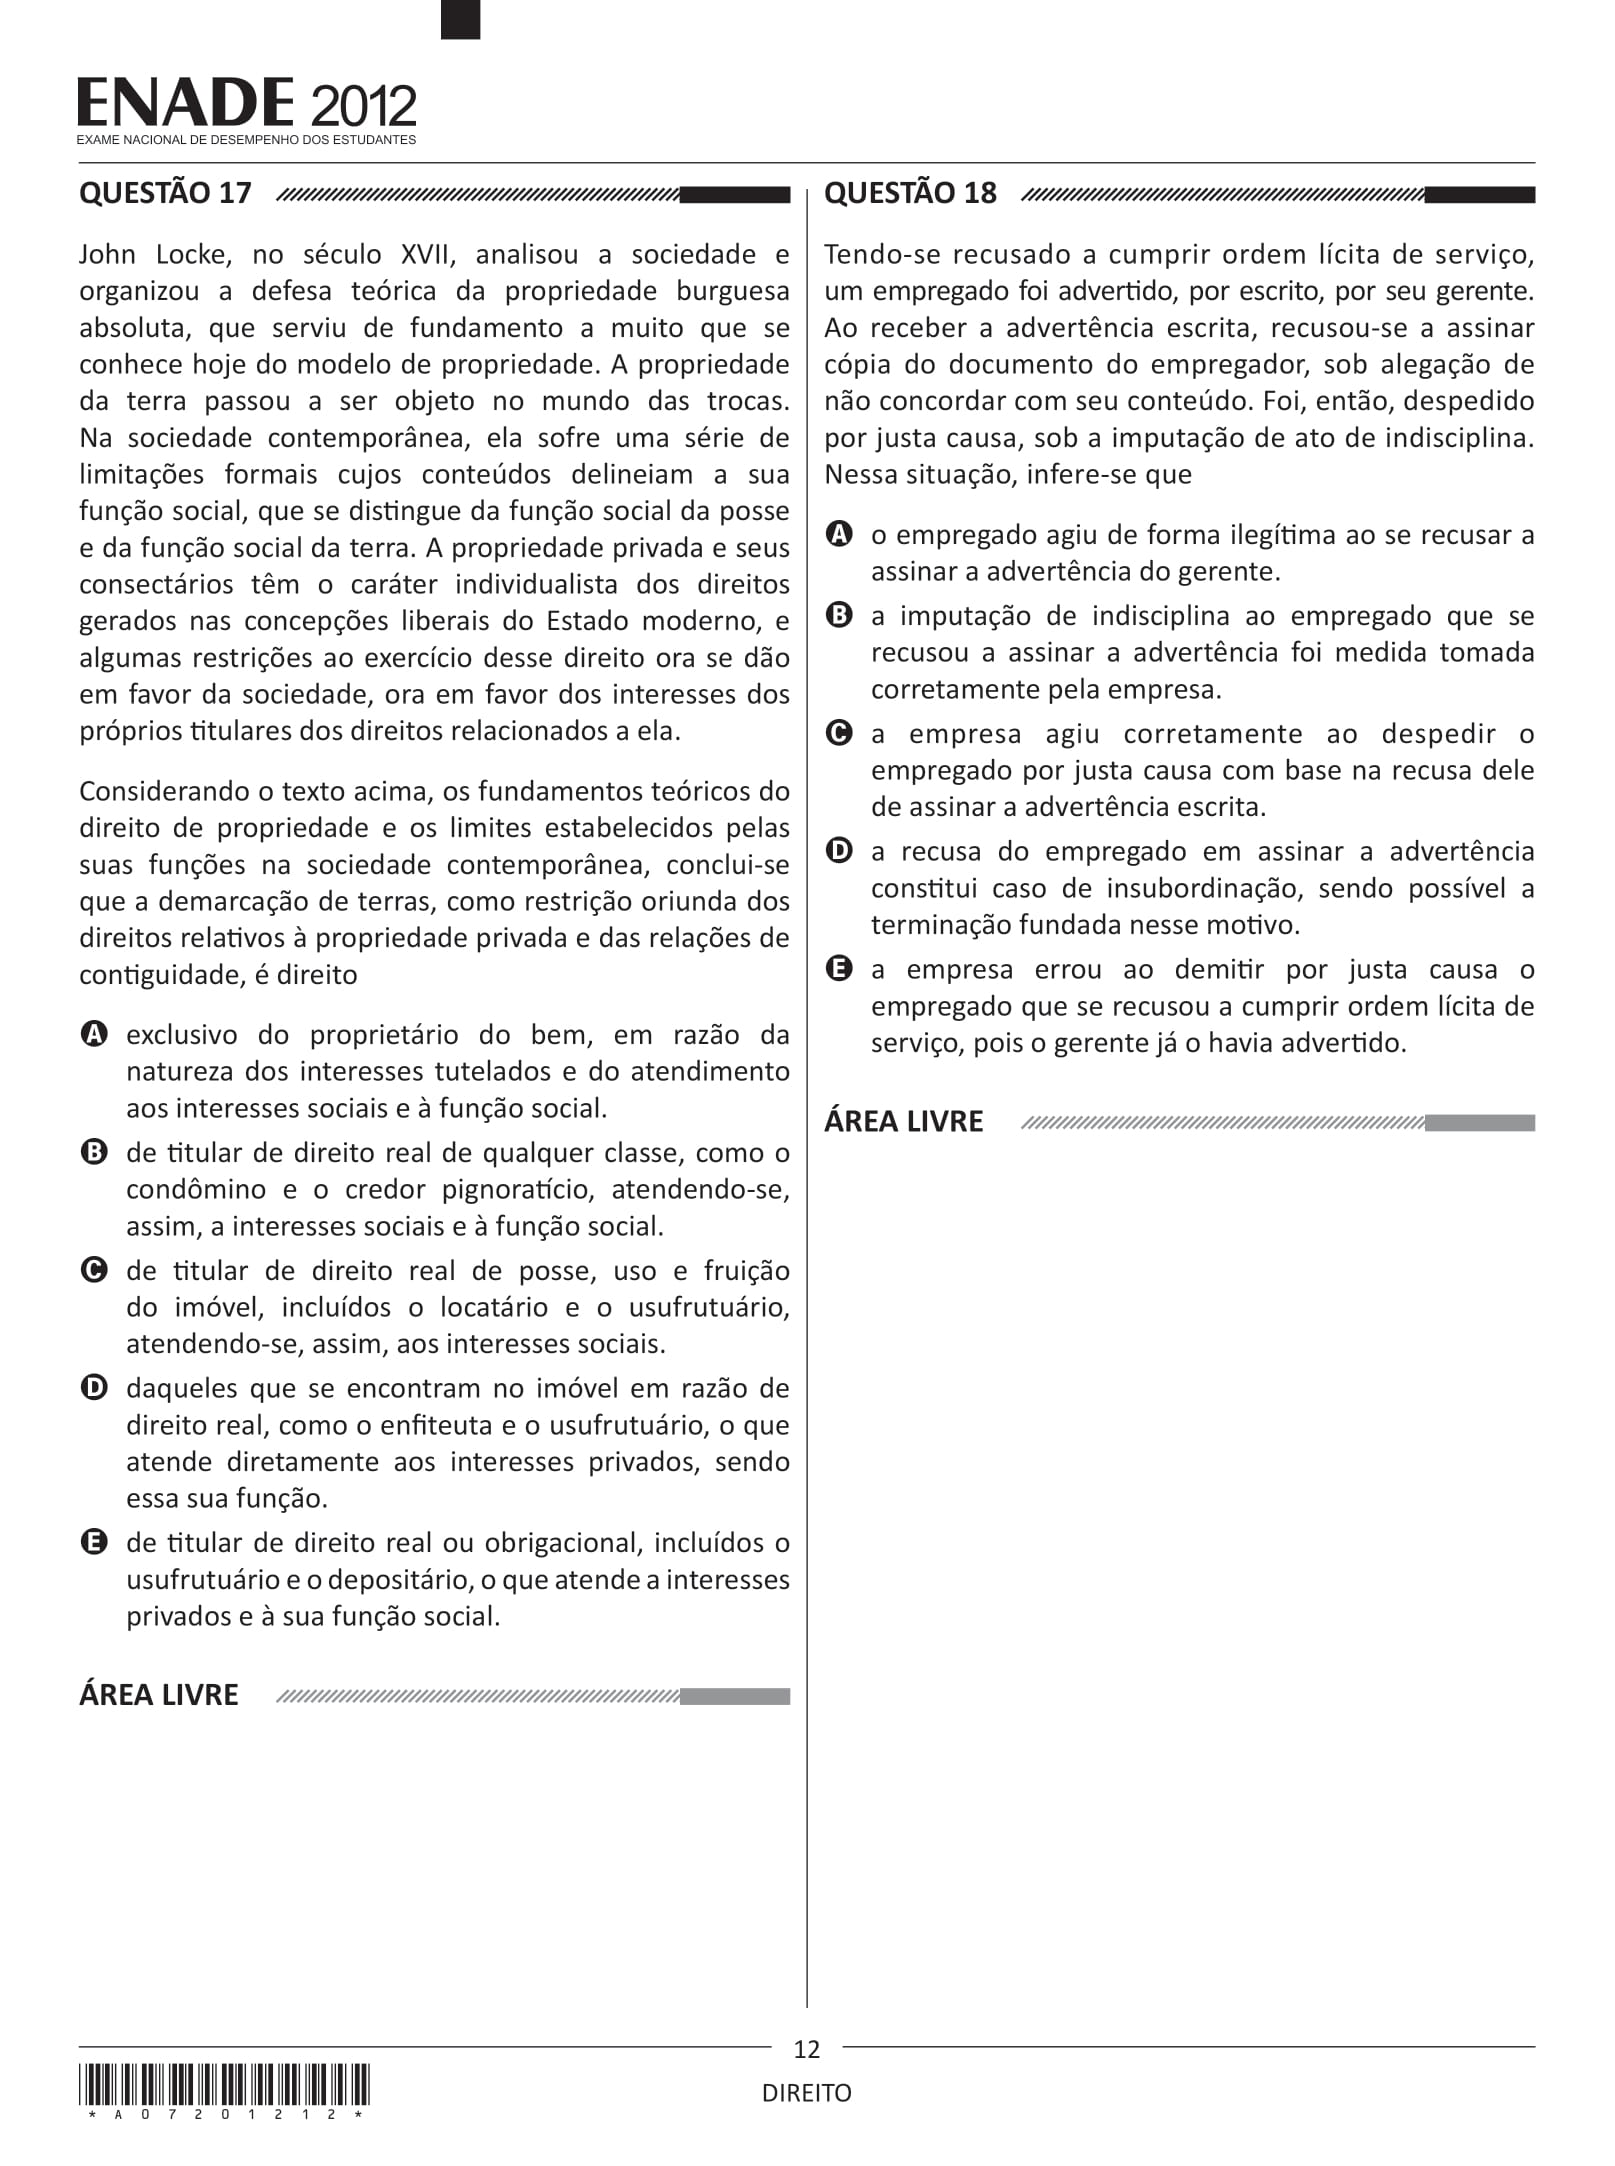 ENADE 2012
EXAME NACIONAL DE DESEMPENHO DOS ESTUDANTES
QUESTÃO 17
John Locke, no século XVII, analisou a sociedade e
organizou a defesa teórica da propriedade burguesa
absoluta, que serviu de fundamento a muito que se
conhece hoje do modelo de propriedade. A propriedade
da terra passou a ser objeto no mundo das trocas.
Na sociedade contemporânea, ela sofre uma série de
limitações formais cujos conteúdos delineiam a sua
função social, que se distingue da função social da posse
e da função social da terra. A propriedade privada e seus
consectários têm o caráter individualista dos direitos
gerados nas concepções liberais do Estado moderno, e
algumas restrições ao exercício desse direito ora se dão
em favor da sociedade, ora em favor dos interesses dos
próprios titulares dos direitos relacionados a ela.
Considerando o texto acima, os fundamentos teóricos do
direito de propriedade e os limites estabelecidos pelas
suas funções na sociedade contemporânea, conclui-se
que a demarcação de terras, como restrição oriunda dos
direitos relativos à propriedade privada e das relações de
contiguidade, é direito
A exclusivo do proprietário do bem, em razão da
natureza dos interesses tutelados e do atendimento
aos interesses sociais e à função social.
B de titular de direito real de qualquer classe, como o
condômino e o credor pignoratício, atendendo-se,
assim, a interesses sociais e à função social.
C de titular de direito real de posse, uso e fruição
do imóvel, incluídos o locatário e o usufrutuário,
atendendo-se, assim, aos interesses sociais.
D daqueles que se encontram no imóvel em razão de
direito real, como o enfiteuta e o usufrutuário, o que
atende diretamente aos interesses privados, sendo
essa sua função.
E de titular de direito real ou obrigacional, incluídos o
usufrutuário e o depositário, o que atende a interesses
privados e à sua função social.
ÁREA LIVRE
QUESTÃO 18
Tendo-se recusado a cumprir ordem lícita de serviço,
um empregado foi advertido, por escrito, por seu gerente.
Ao receber a advertência escrita, recusou-se a assinar
cópia do documento do empregador, sob alegação de
não concordar com seu conteúdo. Foi, então, despedido
por justa causa, sob a imputação de ato de indisciplina.
Nessa situação, infere-se que
A o empregado agiu de forma ilegítima ao se recusar a
assinar a advertência do gerente.
B a imputação de indisciplina ao empregado que se
recusou a assinar a advertência foi medida tomada
corretamente pela empresa.
C a empresa agiu corretamente ao despedir o
empregado por justa causa com base na recusa dele
de assinar a advertência escrita.
D a recusa do empregado em assinar a advertência
constitui caso de insubordinação, sendo possível a
terminação fundada nesse motivo.
E a empresa errou ao demitir por justa causa o
empregado que se recusou a cumprir ordem lícita de
serviço, pois o gerente já o havia advertido.
ÁREA LIVRE
12
DIREITO
*A07201212*